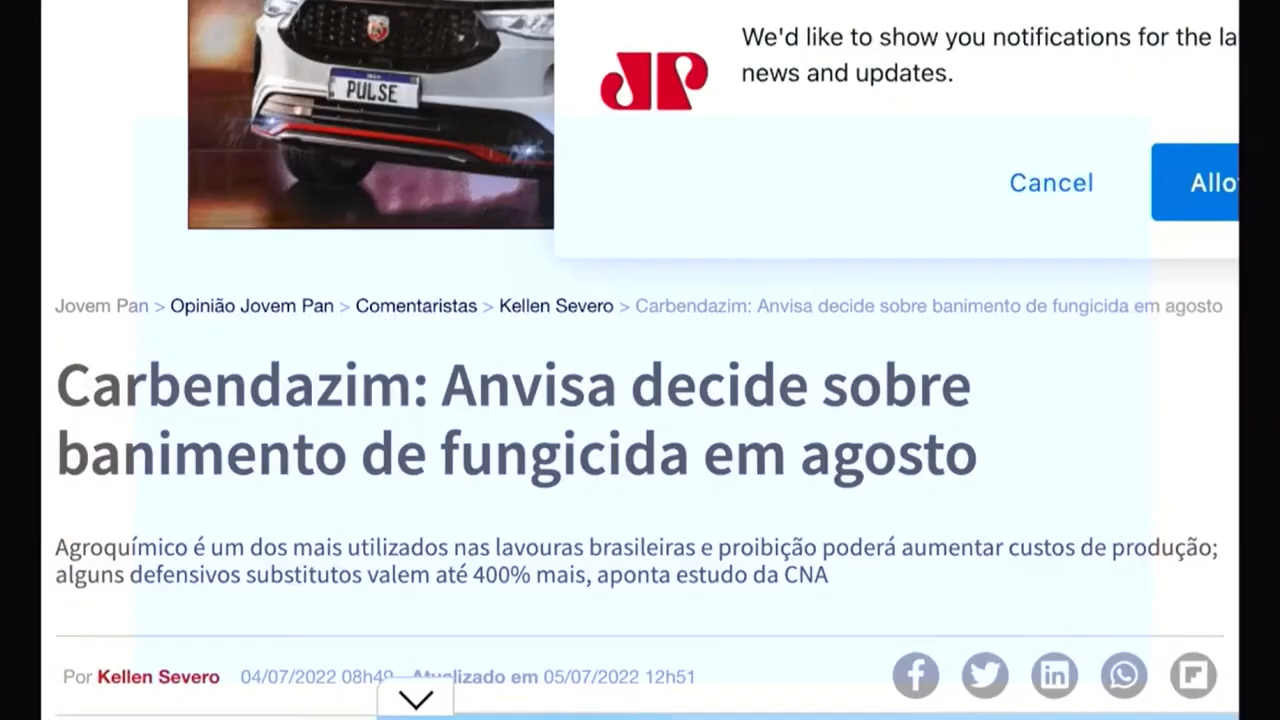 PULSE
JP
We'd like to show you notifications for the la
news and updates.
Cancel
Allo
Jovem Pan > Opinião Jovem Pan > Comentaristas > Kellen Severo > Carbendazim: Anvisa decide sobre banimento de fungicida em agosto
Carbendazim: Anvisa decide sobre
banimento de fungicida em agosto
Agroquímico é um dos mais utilizados nas lavouras brasileiras e proibição poderá aumentar custos de produção;
alguns defensivos substitutos valem até 400% mais, aponta estudo da CNA
Por Kellen Severo 04/07/2022 08h49 - Atualizado em 05/07/2022 12h51